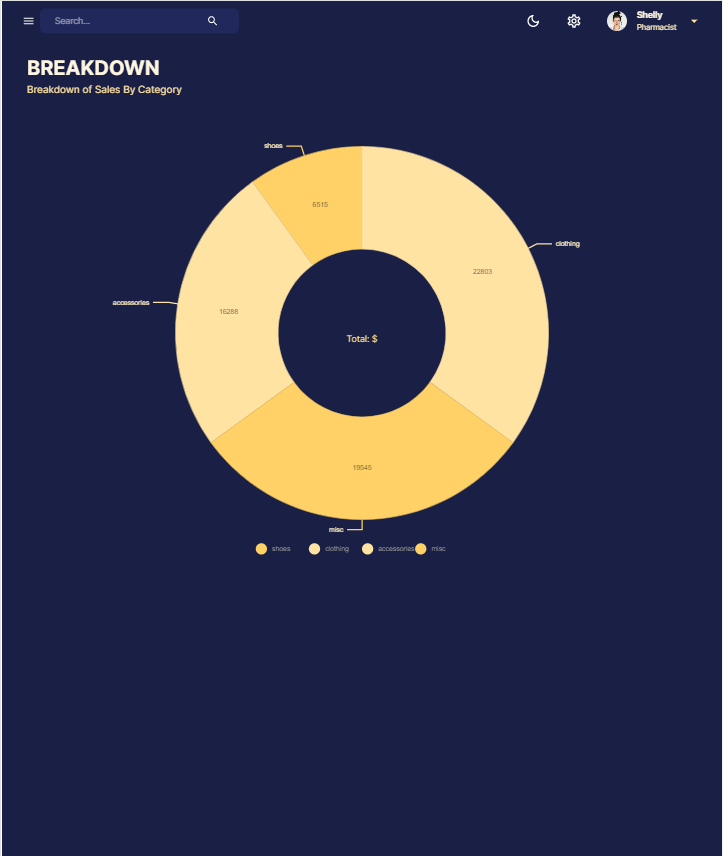 Search...
Shelly
Pharmacist
BREAKDOWN
Breakdown of Sales By Category
shoes
6515
clothing
22803
accessories
16288
Total: $
19545
misc
shoes clothing accessories misc